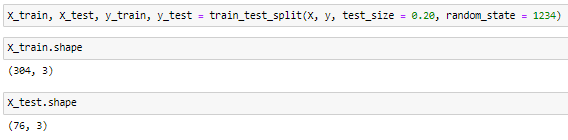 X_train, X_test, y_train, y_test = train_test_split(X, y, test_size = 0.20, random_state = 1234)
X_train.shape
(304, 3)
X_test.shape
(76, 3)